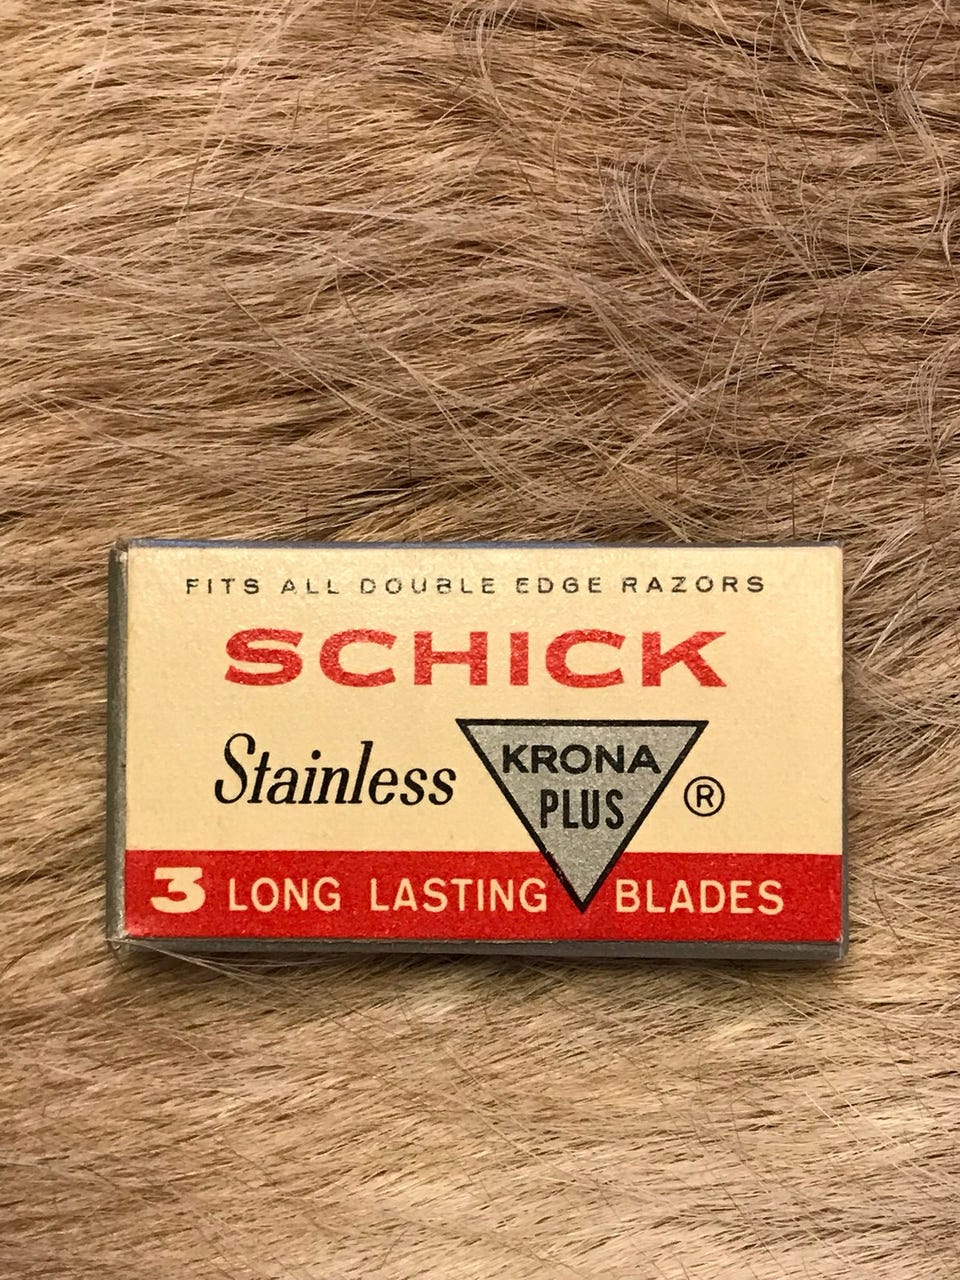 FITS ALL DOUBLE EDGE RAZORS
SCHICK
Stainless KRONA PLUS ®
3 LONG LASTING BLADES